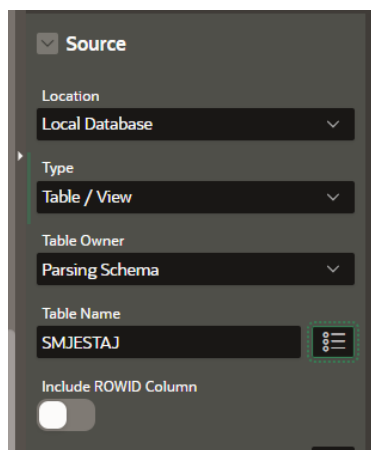 Source
Location
Local Database
Type
Table / View
Table Owner
Parsing Schema
Table Name
SMJESTAJ
Include ROWID Column